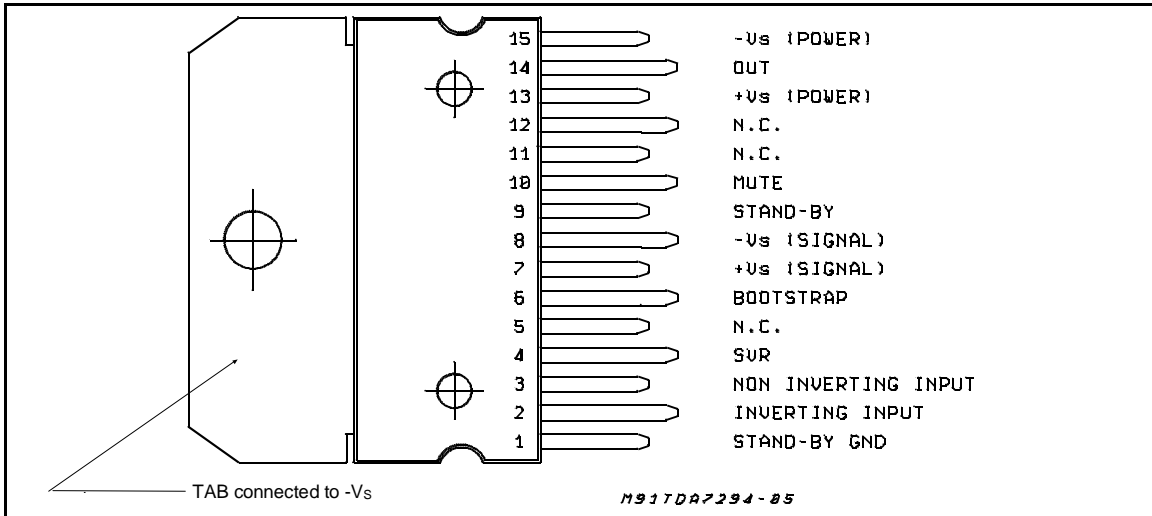 15 -Vs (POWER)
14 OUT
13 +Vs (POWER)
12 N.C.
11 N.C.
10 MUTE
9 STAND-BY
8 -Vs (SIGNAL)
7 +Vs (SIGNAL)
6 BOOTSTRAP
5 N.C.
4 SVR
3 NON INVERTING INPUT
2 INVERTING INPUT
1 STAND-BY GND
TAB connected to -VS
M91TDA7294-05